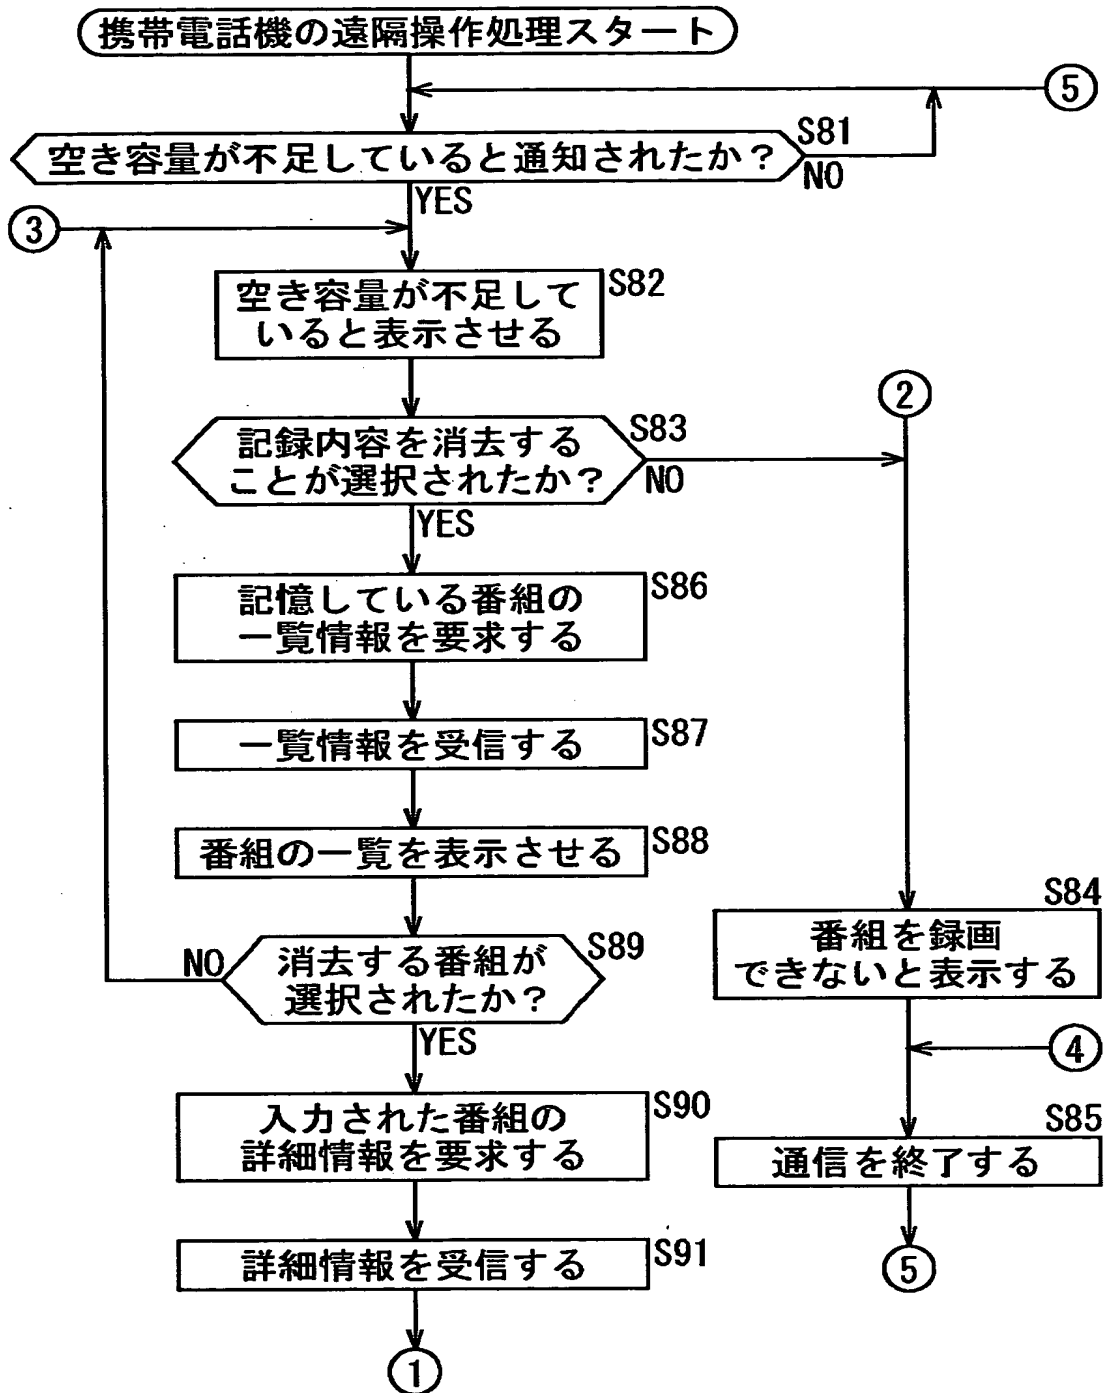 携帯電話機の遠隔操作処理スタート
⑤
空き容量が不足していると通知されたか？
S81
NO
YES
③
空き容量が不足して
いると表示させる
S82
②
記録内容を消去する
ことが選択されたか？
S83
NO
YES
記憶している番組の
一覧情報を要求する
S86
一覧情報を受信する
S87
番組の一覧を表示させる
S88
消去する番組が
選択されたか？
S89
NO
YES
番組を録画
できないと表示する
S84
④
入力された番組の
詳細情報を要求する
S90
通信を終了する
S85
詳細情報を受信する
S91
⑤
①